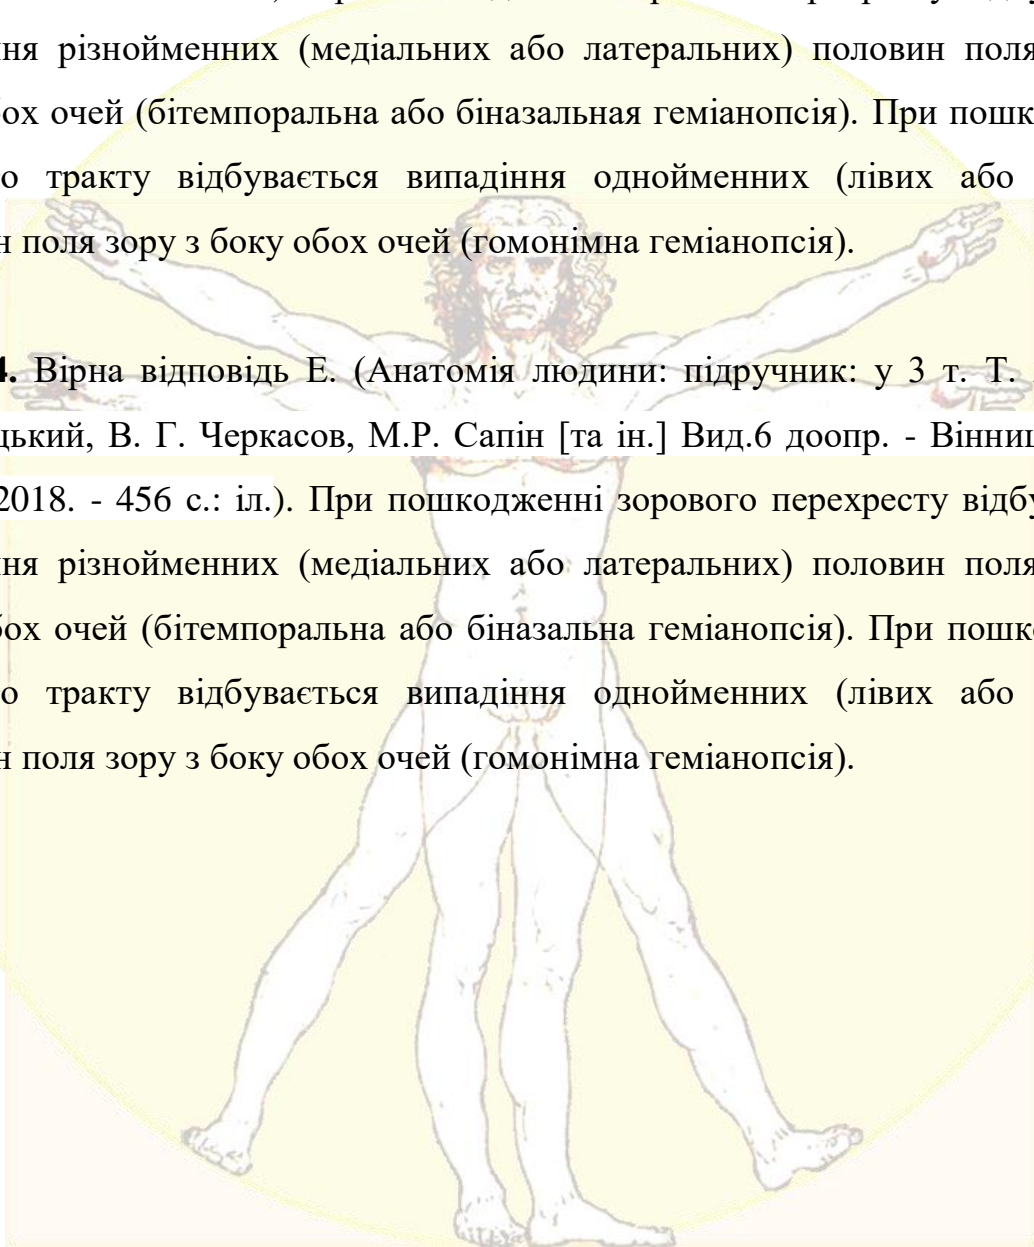 ня різнойменних (медіальних або латеральних) половин поля
ох очей (бітемпоральна або біназальная геміанопсія). При пошк
о тракту відбувається випадіння однойменних (лівих або
н поля зору з боку обох очей (гомонімна геміанопсія).
4. Вірна відповідь Е. (Анатомія людини: підручник: у 3 т. Т.
цький, В. Г. Черкасов, М.Р. Сапін [та ін.] Вид.6 доопр. - Вінниц
2018. - 456 с.: іл.). При пошкодженні зорового перехресту відбу
ня різнойменних (медіальних або латеральних) половин поля
бох очей (бітемпоральна або біназальна геміанопсія). При пошк
о тракту відбувається випадіння однойменних (лівих або
н поля зору з боку обох очей (гомонімна геміанопсія).